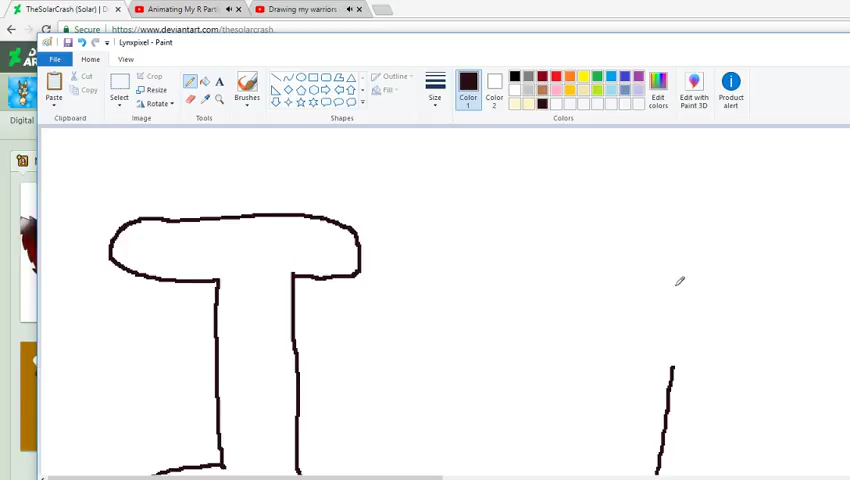 TheSolarCrash (Solar) | D
Animating My R Parti
Drawing my warriors
Secure
https://www.deviantart.com/thesolarcrash
Lynxpixel - Paint
File
Home
View
Paste
Cut
Copy
Select
Crop
Resize
Rotate
Brushes
Outline
Fill
Size
Color 1
Color 2
Edit colors
Edit with Paint 3D
Product alert
Clipboard
Image
Tools
Shapes
Colors
D
AR
Digital
I